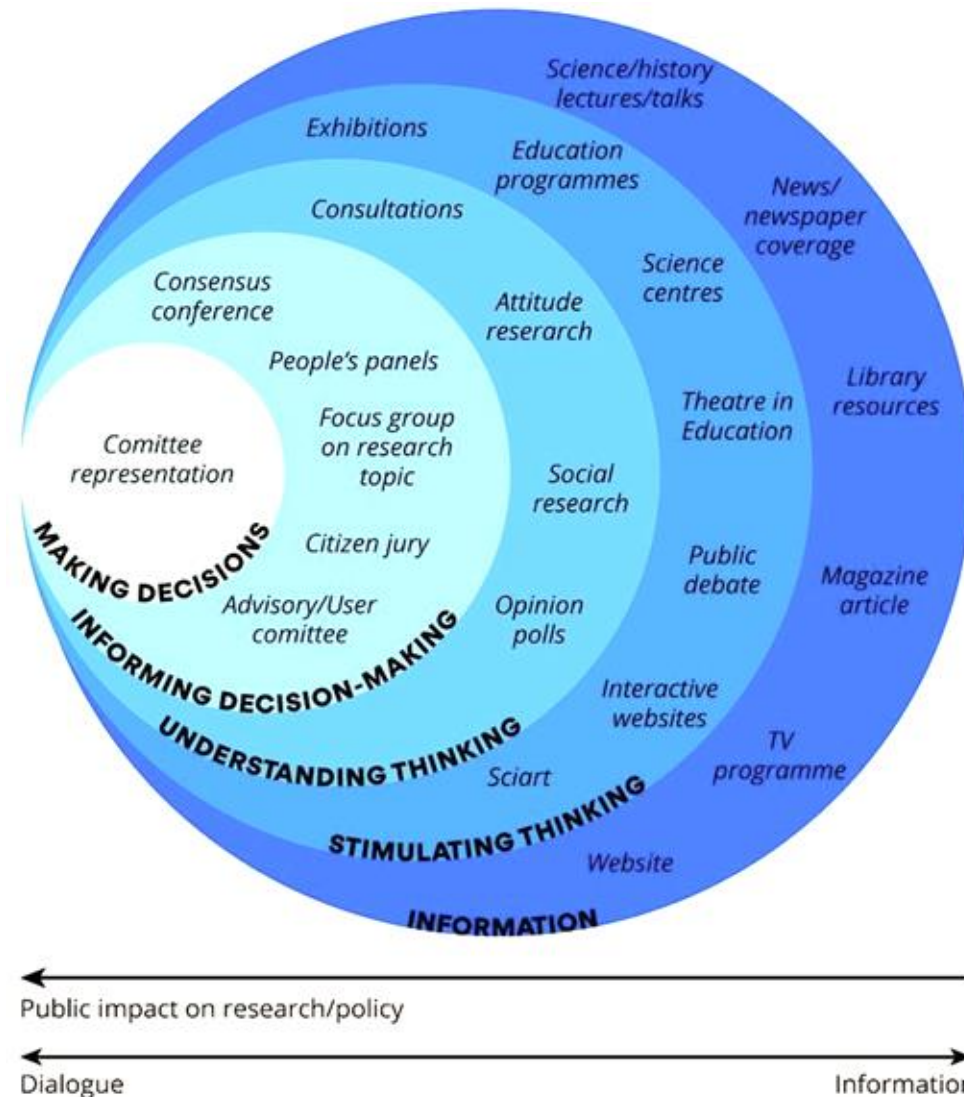 Science/history
lectures/talks
Exhibitions
Education
programmes
News/
newspaper
coverage
Consultations
Science
centres
Consensus
conference
Attitude
reserarch
People's panels
Library
resources
Theatre in
Education
Focus group
on research
topic
Comittee
representation
Social
research
Citizen jury
Public
debate
Magazine
article
Advisory/User
comittee
Opinion
polls
Interactive
websites
TV
programme
Sciart
Website
MAKING DECISIONS
INFORMING DECISION-MAKING
UNDERSTANDING THINKING
STIMULATING THINKING
INFORMATION
Public impact on research/policy
Dialogue
Information